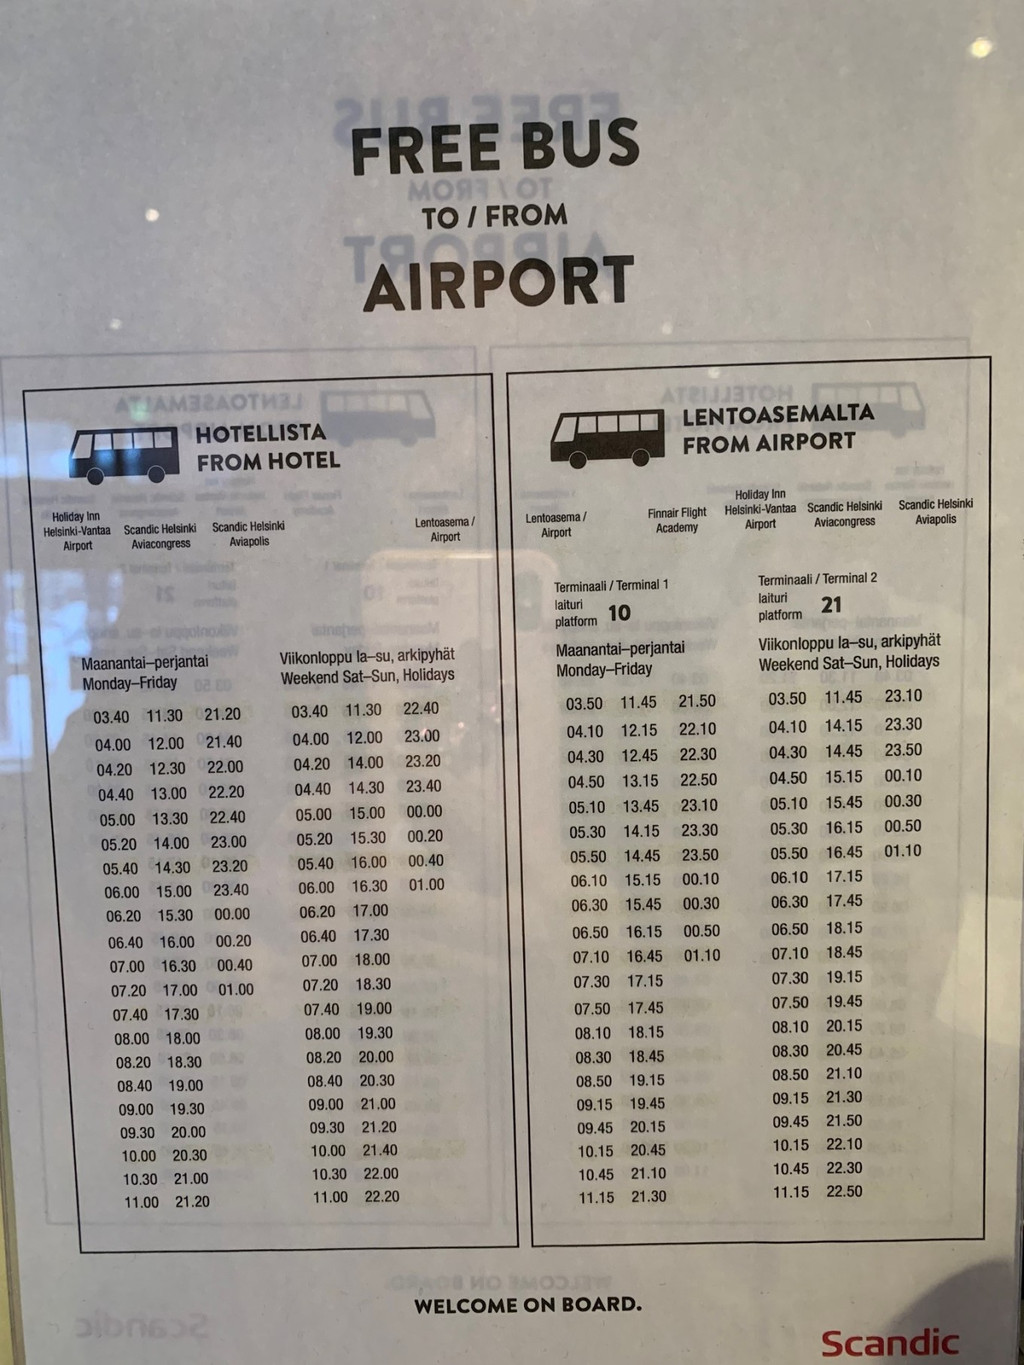 FREE BUS
TO / FROM
AIRPORT
HOTELLISTA
FROM HOTEL
Holiday Inn
Helsinki-Vantaa
Airport
Scandic Helsinki
Aviacongress
Scandic Helsinki
Aviapolis
Lentoasema /
Airport
Maanantai–perjantai
Monday–Friday
Viikonloppu la–su, arkipyhät
Weekend Sat–Sun, Holidays
03.40 11.30 21.20 03.40 11.30 22.40
04.00 12.00 21.40 04.00 12.00 23.00
04.20 12.30 22.00 04.20 14.00 23.20
04.40 13.00 22.20 04.40 14.30 23.40
05.00 13.30 22.40 05.00 15.00 00.00
05.20 14.00 23.00 05.20 15.30 00.20
05.40 14.30 23.20 05.40 16.00 00.40
06.00 15.00 23.40 06.00 16.30 01.00
06.20 15.30 00.00 06.20 17.00
06.40 16.00 00.20 06.40 17.30
07.00 16.30 00.40 07.00 18.00
07.20 17.00 01.00 07.20 18.30
07.40 17.30 07.40 19.00
08.00 18.00 08.00 19.30
08.20 18.30 08.20 20.00
08.40 19.00 08.40 20.30
09.00 19.30 09.00 21.00
09.30 20.00 09.30 21.20
10.00 20.30 10.00 21.40
10.30 21.00 10.30 22.00
11.00 21.20 11.00 22.20
LENTOASEMALTA
FROM AIRPORT
Lentoasema /
Airport
Finnair Flight
Academy
Holiday Inn
Helsinki-Vantaa
Airport
Scandic Helsinki
Aviacongress
Scandic Helsinki
Aviapolis
Terminaali / Terminal 1
laituri
platform 10
Terminaali / Terminal 2
laituri
platform 21
Maanantai–perjantai
Monday–Friday
Viikonloppu la–su, arkipyhät
Weekend Sat–Sun, Holidays
03.50 11.45 21.50 03.50 11.45 23.10
04.10 12.15 22.10 04.10 14.15 23.30
04.30 12.45 22.30 04.30 14.45 23.50
04.50 13.15 22.50 04.50 15.15 00.10
05.10 13.45 23.10 05.10 15.45 00.30
05.30 14.15 23.30 05.30 16.15 00.50
05.50 14.45 23.50 05.50 16.45 01.10
06.10 15.15 00.10 06.10 17.15
06.30 15.45 00.30 06.30 17.45
06.50 16.15 00.50 06.50 18.15
07.10 16.45 01.10 07.10 18.45
07.30 17.15 07.30 19.15
07.50 17.45 07.50 19.45
08.10 18.15 08.10 20.15
08.30 18.45 08.30 20.45
08.50 19.15 08.50 21.10
09.15 19.45 09.15 21.30
09.45 20.15 09.45 21.50
10.15 20.45 10.15 22.10
10.45 21.10 10.45 22.30
11.15 21.30 11.15 22.50
WELCOME ON BOARD.
Scandic